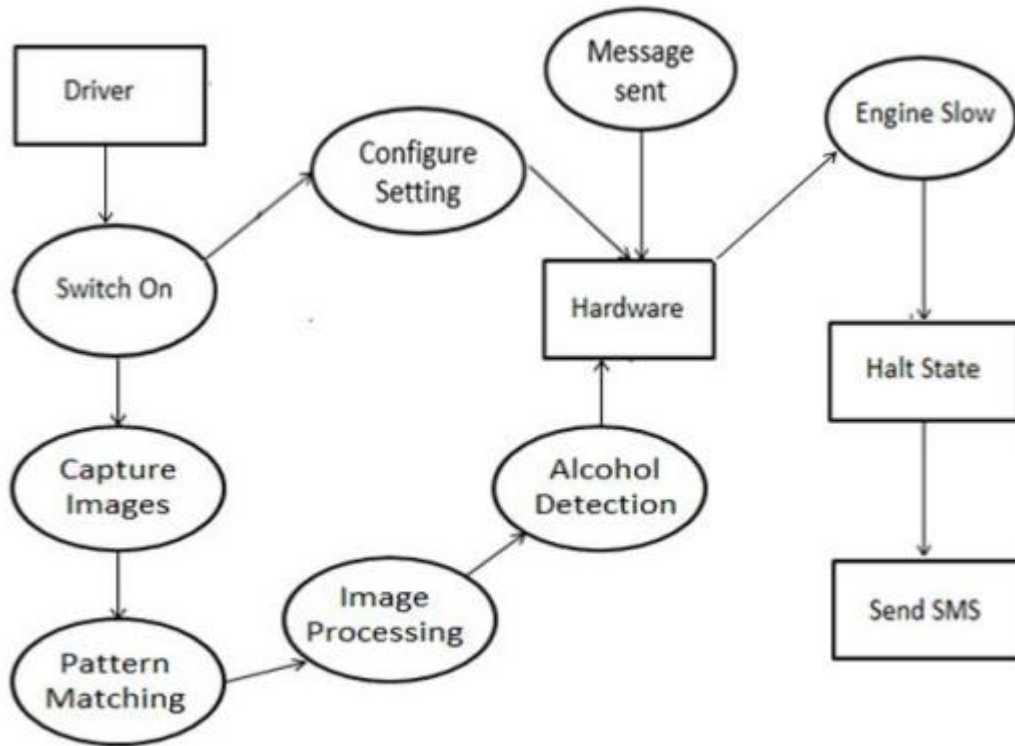 Driver
Message
sent
Engine Slow
Configure
Setting
Switch On
Hardware
Halt State
Capture
Images
Alcohol
Detection
Image
Processing
Send SMS
Pattern
Matching